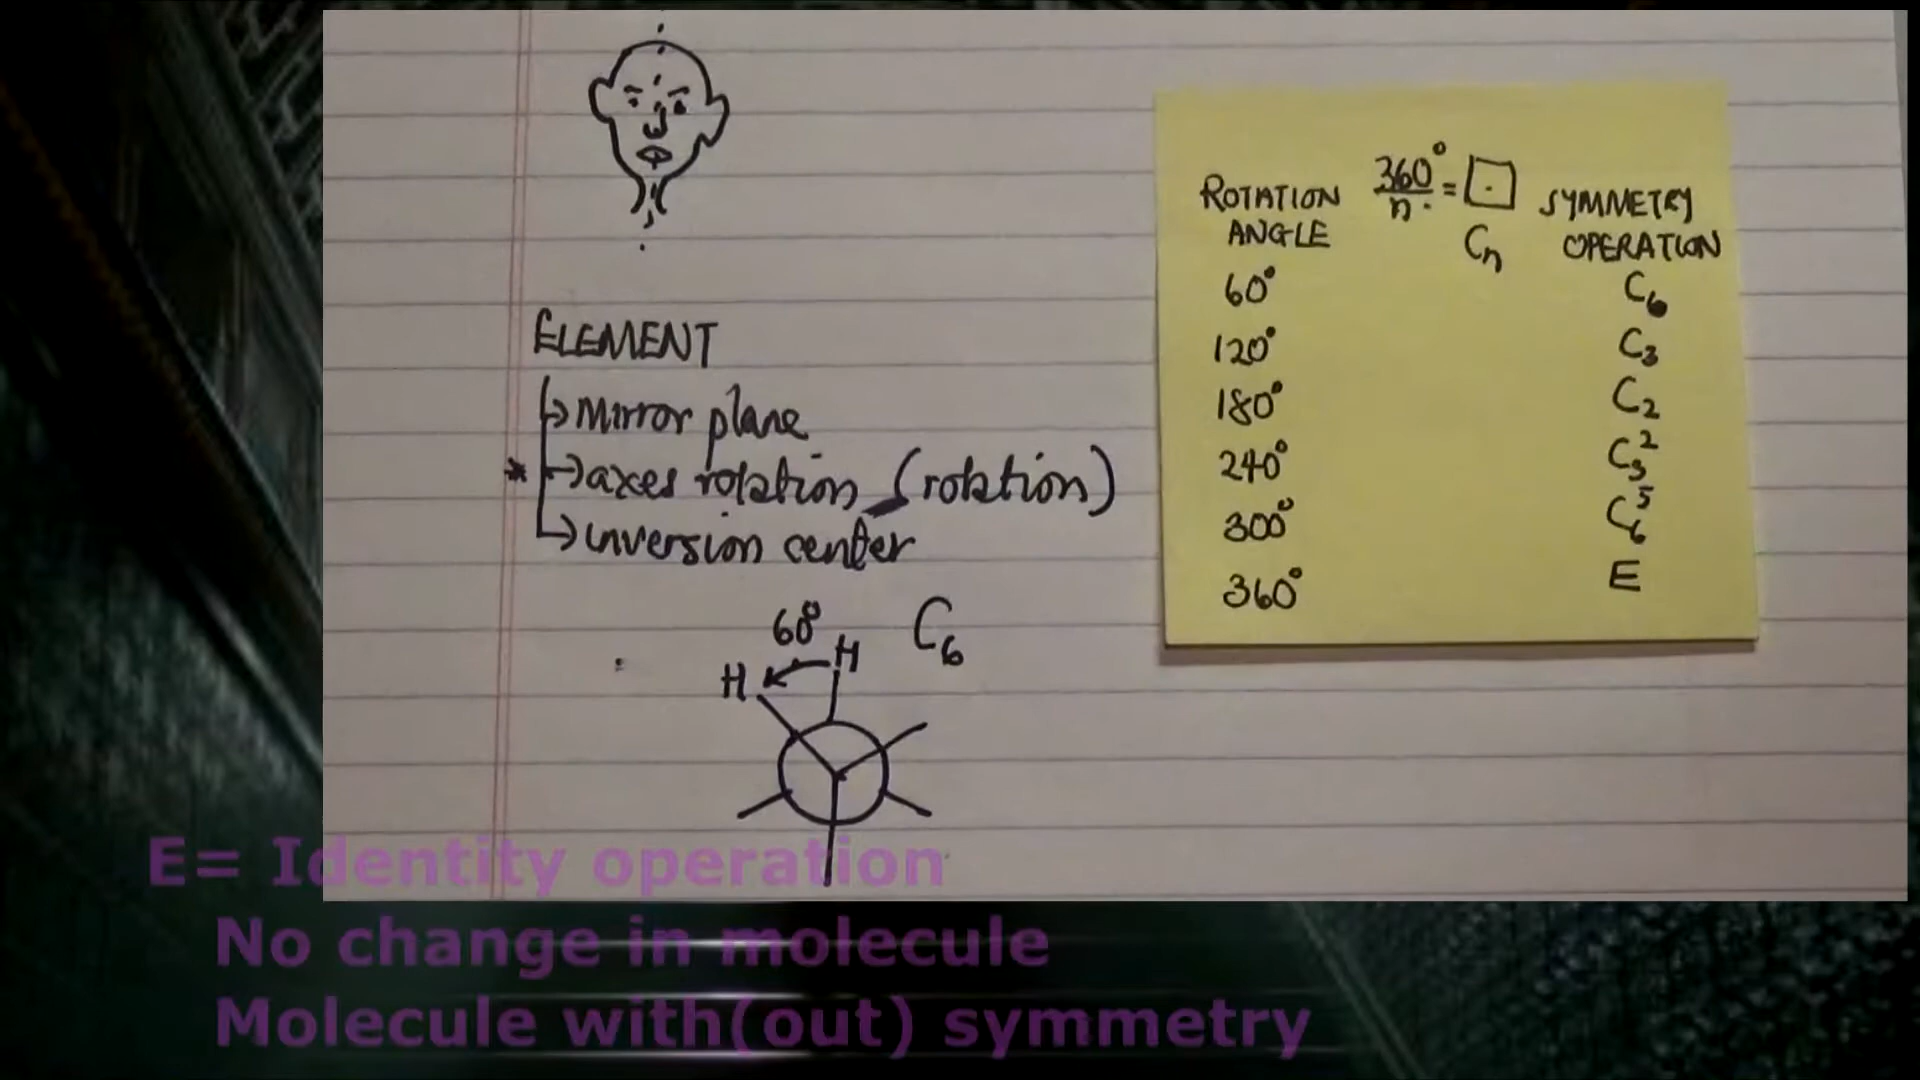 ELEMENT
Mirror plane
* axes rotation (rotation)
inversion center
60° C6
H H
ROTATION ANGLE
360°/n = □
Cn
SYMMETRY OPERATION
60° C6
120° C3
180° C2
240° C3²
300° C6⁵
360° E
E= Identity operation
No change in molecule
Molecule with(out) symmetry